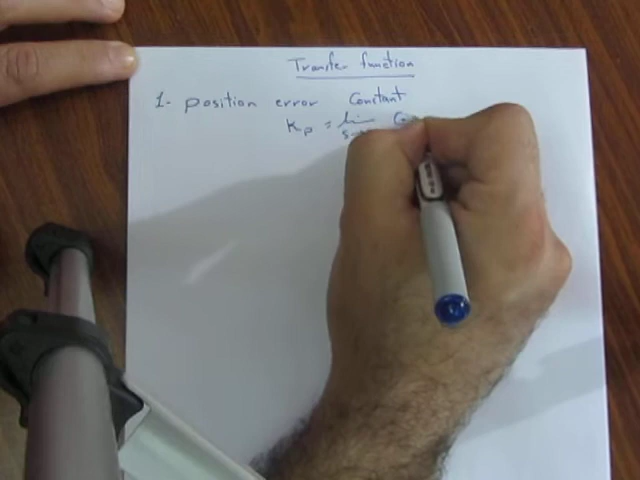 Transfer function
1- position error Constant
Kp = lim G
s→